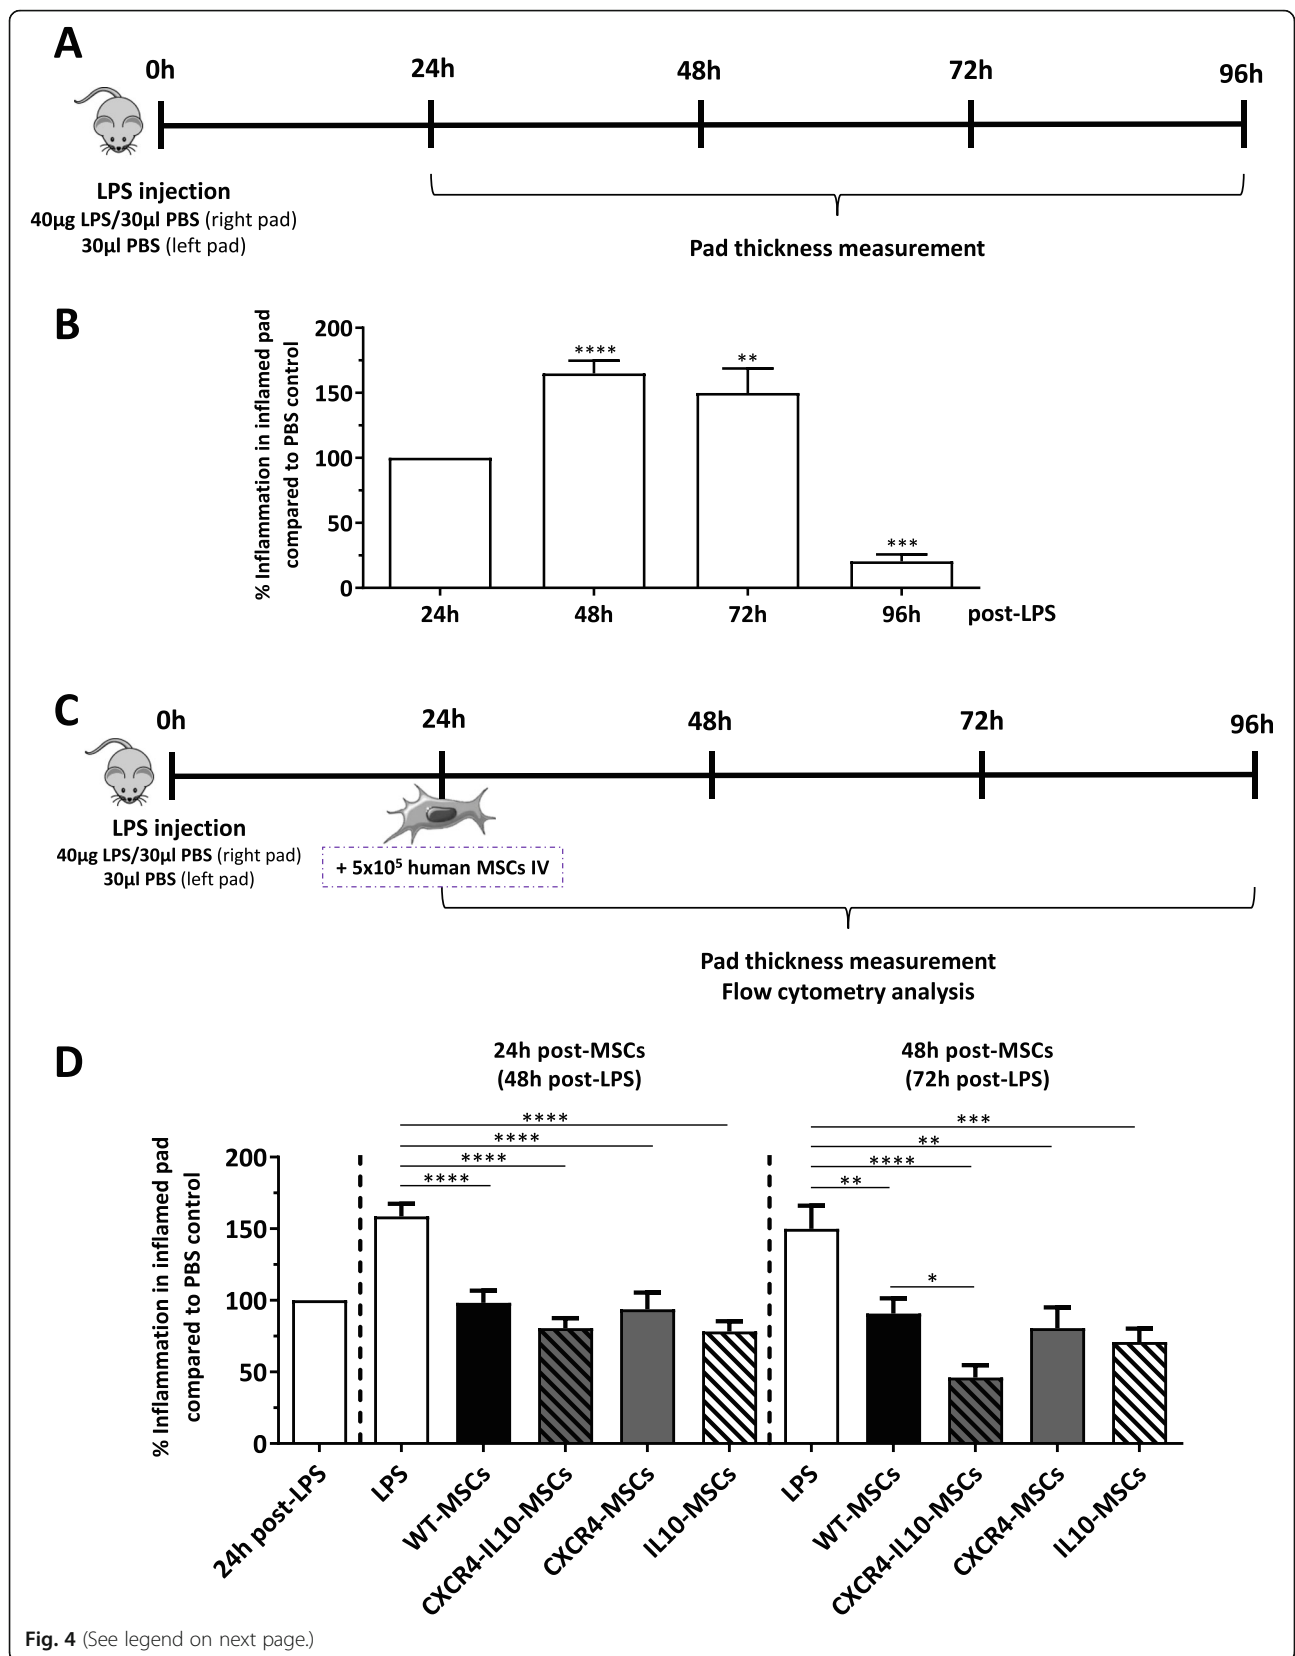 A
0h
24h
48h
72h
96h
LPS injection
40µg LPS/30µl PBS (right pad)
30µl PBS (left pad)
Pad thickness measurement
B
% Inflammation in inflamed pad
compared to PBS control
200
150
100
50
0
****
**
***
24h
48h
72h
96h
post-LPS
C
0h
24h
48h
72h
96h
LPS injection
40µg LPS/30µl PBS (right pad)
30µl PBS (left pad)
+ 5x10⁵ human MSCs IV
Pad thickness measurement
Flow cytometry analysis
D
24h post-MSCs
(48h post-LPS)
48h post-MSCs
(72h post-LPS)
% Inflammation in inflamed pad
compared to PBS control
200
150
100
50
0
****
****
****
****
***
**
****
**
*
24h post-LPS
LPS
WT-MSCs
CXCR4-IL10-MSCs
CXCR4-MSCs
IL10-MSCs
LPS
WT-MSCs
CXCR4-IL10-MSCs
CXCR4-MSCs
IL10-MSCs
Fig. 4 (See legend on next page.)